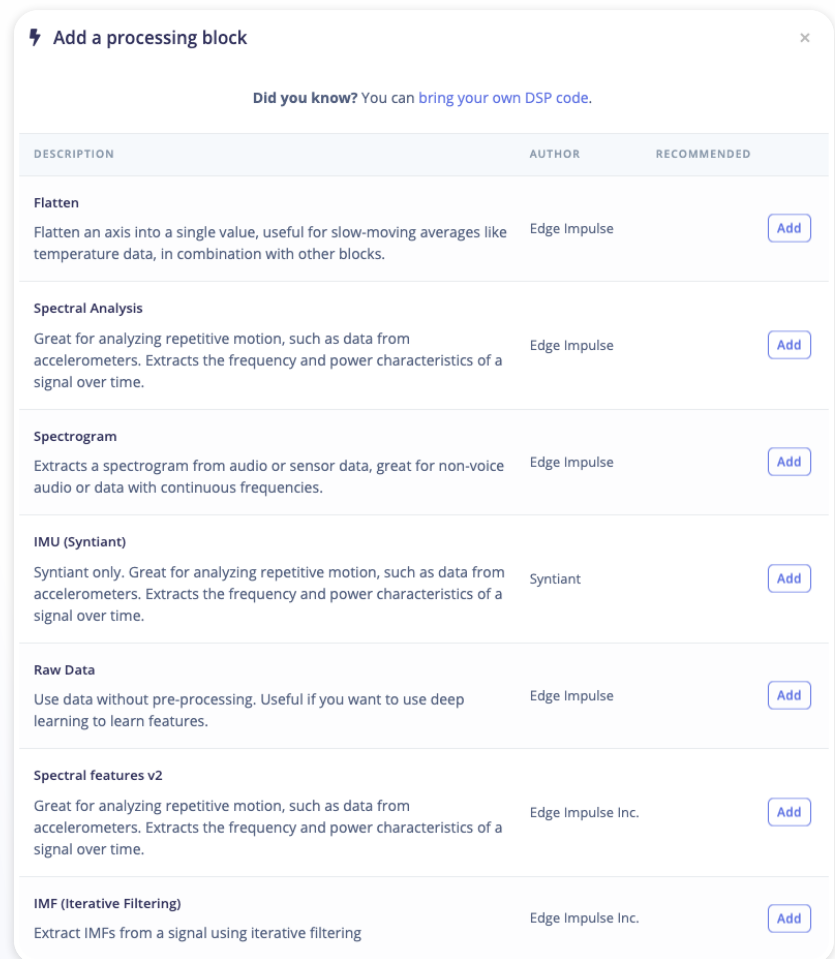 Add a processing block
×
Did you know? You can bring your own DSP code.
DESCRIPTION AUTHOR RECOMMENDED
Flatten
Flatten an axis into a single value, useful for slow-moving averages like
temperature data, in combination with other blocks.
Edge Impulse
Add
Spectral Analysis
Great for analyzing repetitive motion, such as data from
accelerometers. Extracts the frequency and power characteristics of a
signal over time.
Edge Impulse
Add
Spectrogram
Extracts a spectrogram from audio or sensor data, great for non-voice
audio or data with continuous frequencies.
Edge Impulse
Add
IMU (Syntiant)
Syntiant only. Great for analyzing repetitive motion, such as data from
accelerometers. Extracts the frequency and power characteristics of a
signal over time.
Syntiant
Add
Raw Data
Use data without pre-processing. Useful if you want to use deep
learning to learn features.
Edge Impulse
Add
Spectral features v2
Great for analyzing repetitive motion, such as data from
accelerometers. Extracts the frequency and power characteristics of a
signal over time.
Edge Impulse Inc.
Add
IMF (Iterative Filtering)
Extract IMFs from a signal using iterative filtering
Edge Impulse Inc.
Add